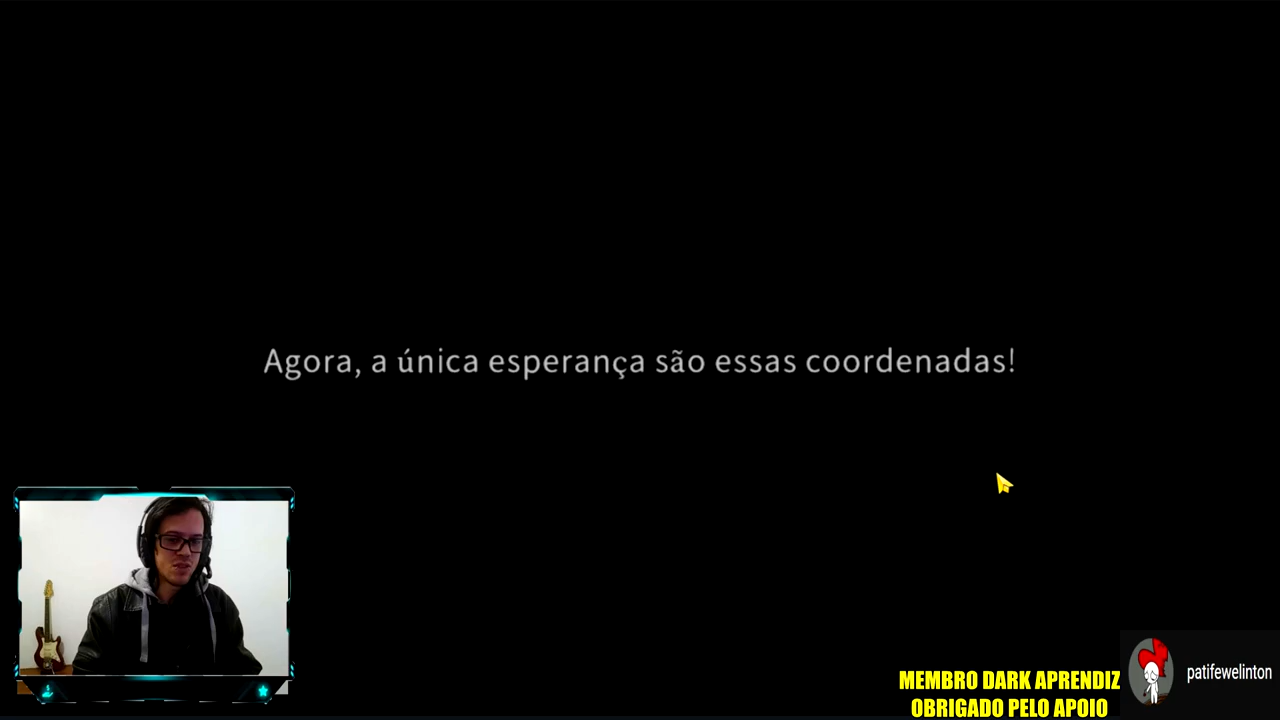 Agora, a única esperança são essas coordenadas!
MEMBRO DARK APRENDIZ
OBRIGADO PELO APOIO
patifewelinton